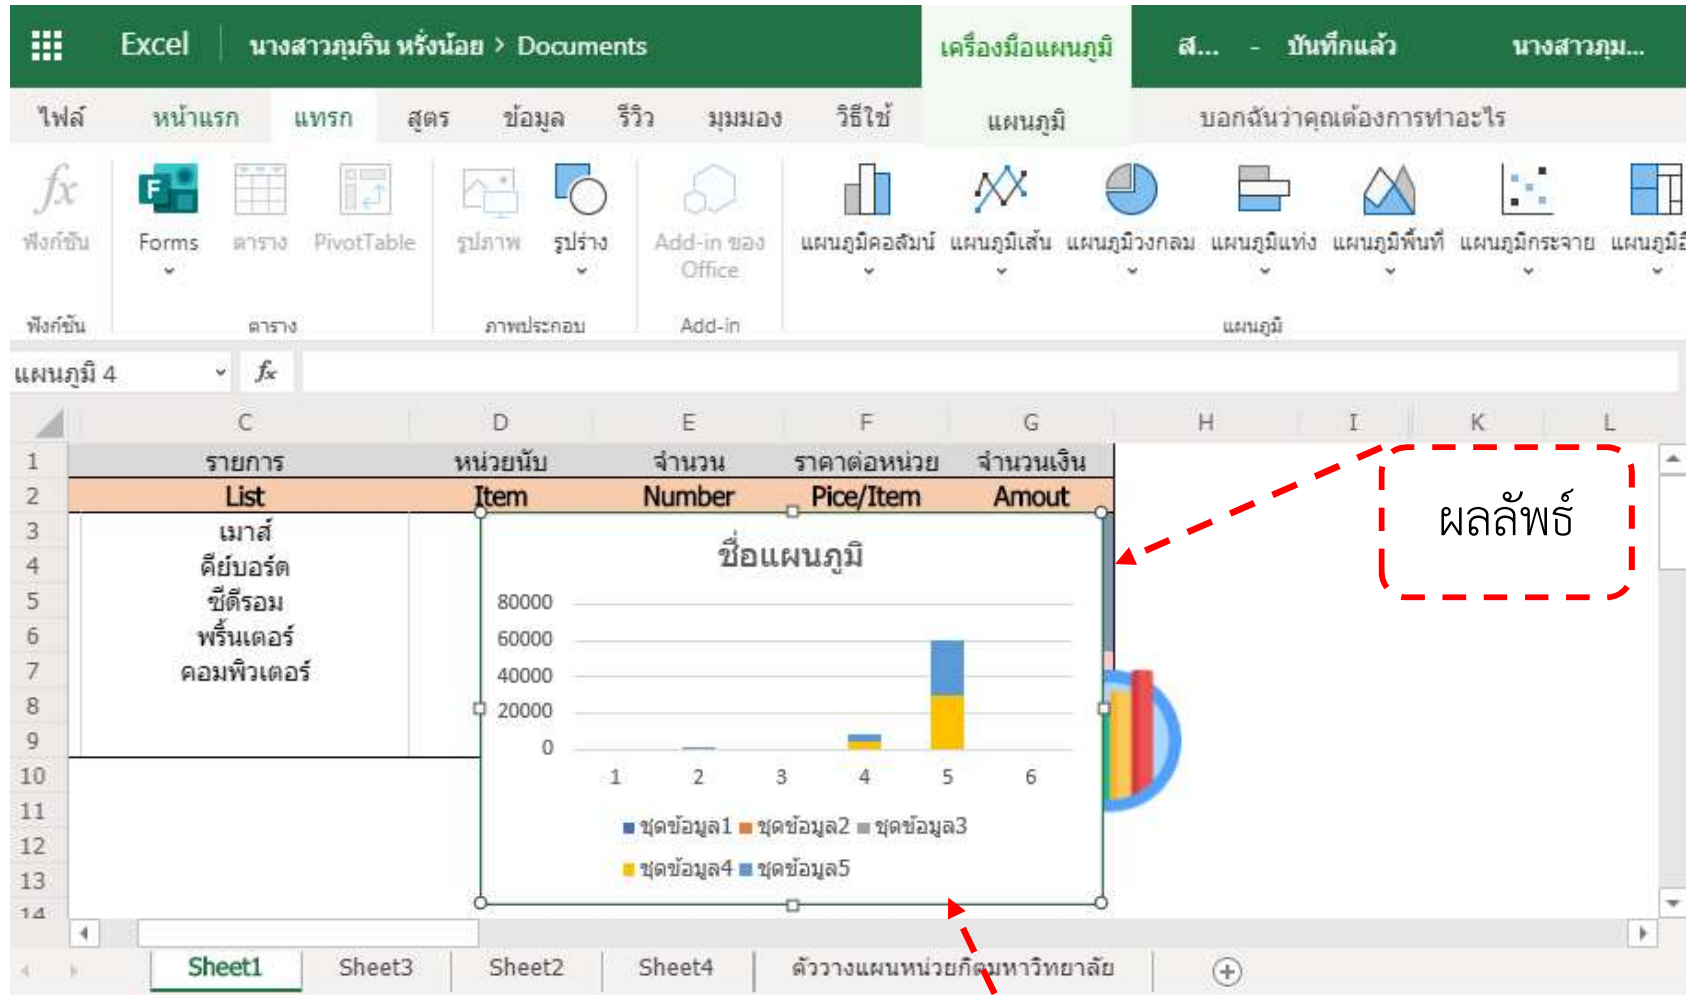 Excel นางสาวภุมริน หรั่งน้อย > Documents เครื่องมือแผนภูมิ ส... - บันทึกแล้ว นางสาวภุม...
ไฟล์ หน้าแรก แทรก สูตร ข้อมูล รีวิว มุมมอง วิธีใช้ แผนภูมิ บอกฉันว่าคุณต้องการทำอะไร
ฟังก์ชัน Forms ตาราง PivotTable รูปภาพ รูปร่าง Add-in ของ Office แผนภูมิคอลัมน์ แผนภูมิเส้น แผนภูมิวงกลม แผนภูมิแท่ง แผนภูมิพื้นที่ แผนภูมิกระจาย
ฟังก์ชัน ตาราง ภาพประกอบ Add-in แผนภูมิ
แผนภูมิ 4 fx
C D E F G H I K L
1 รายการ หน่วยนับ จำนวน ราคาต่อหน่วย จำนวนเงิน
2 List Item Number Pice/Item Amout
ผลลัพธ์
3 เมาส์
4 คีย์บอร์ด
5 ซีดีรอม
6 พริ้นเตอร์
7 คอมพิวเตอร์
8
9
10
11
12
13
14
ชื่อแผนภูมิ
80000
60000
40000
20000
0
1 2 3 4 5 6
ชุดข้อมูล1 ชุดข้อมูล2 ชุดข้อมูล3
ชุดข้อมูล4 ชุดข้อมูล5
Sheet1 Sheet3 Sheet2 Sheet4 ตัววางแผนหน่วยกิตมหาวิทยาลัย